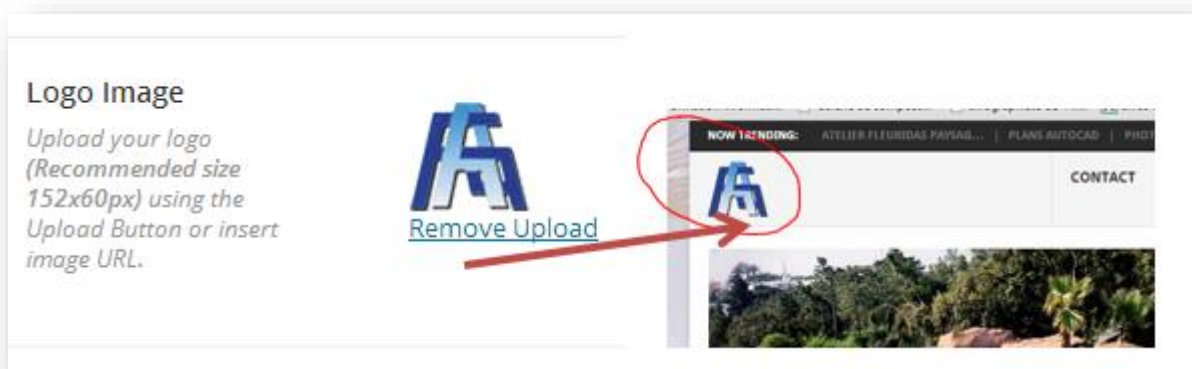 Logo Image
Upload your logo
(Recommended size
152x60px) using the
Upload Button or insert
image URL.
Remove Upload
NOW TRENDING: ATELIER FLEURIDAS PAYSAG... | PLANS AUTOCAD |
CONTACT